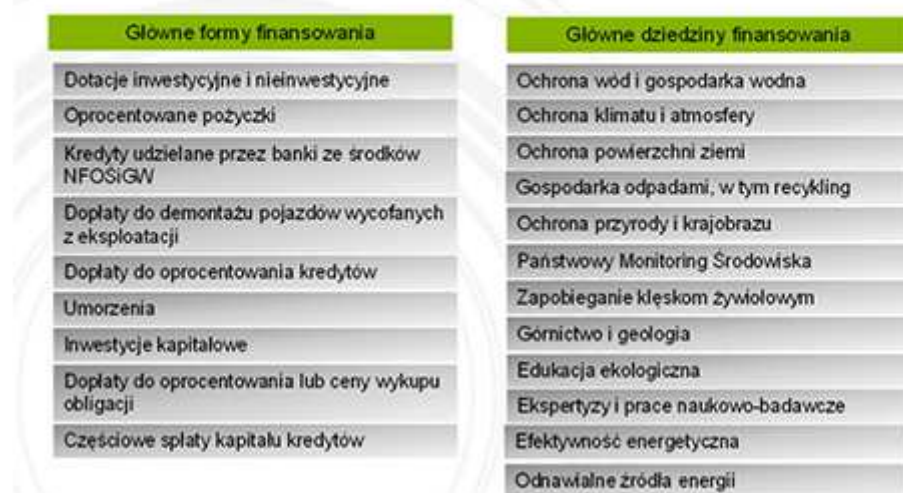 Główne formy finansowania
Dotacje inwestycyjne i nieinwestycyjne
Oprocentowane pożyczki
Kredyty udzielane przez banki ze środków
NFOŚiGW
Dopłaty do demontażu pojazdów wycofanych
z eksploatacji
Dopłaty do oprocentowania kredytów
Umorzenia
Inwestycje kapitałowe
Dopłaty do oprocentowania lub ceny wykupu
obligacji
Częściowe spłaty kapitału kredytów
Główne dziedziny finansowania
Ochrona wód i gospodarka wodna
Ochrona klimatu i atmosfery
Ochrona powierzchni ziemi
Gospodarka odpadami, w tym recykling
Ochrona przyrody i krajobrazu
Państwowy Monitoring Środowiska
Zapobieganie klęskom żywiołowym
Górnictwo i geologia
Edukacja ekologiczna
Ekspertyzy i prace naukowo-badawcze
Efektywność energetyczna
Odnawialne źródła energii